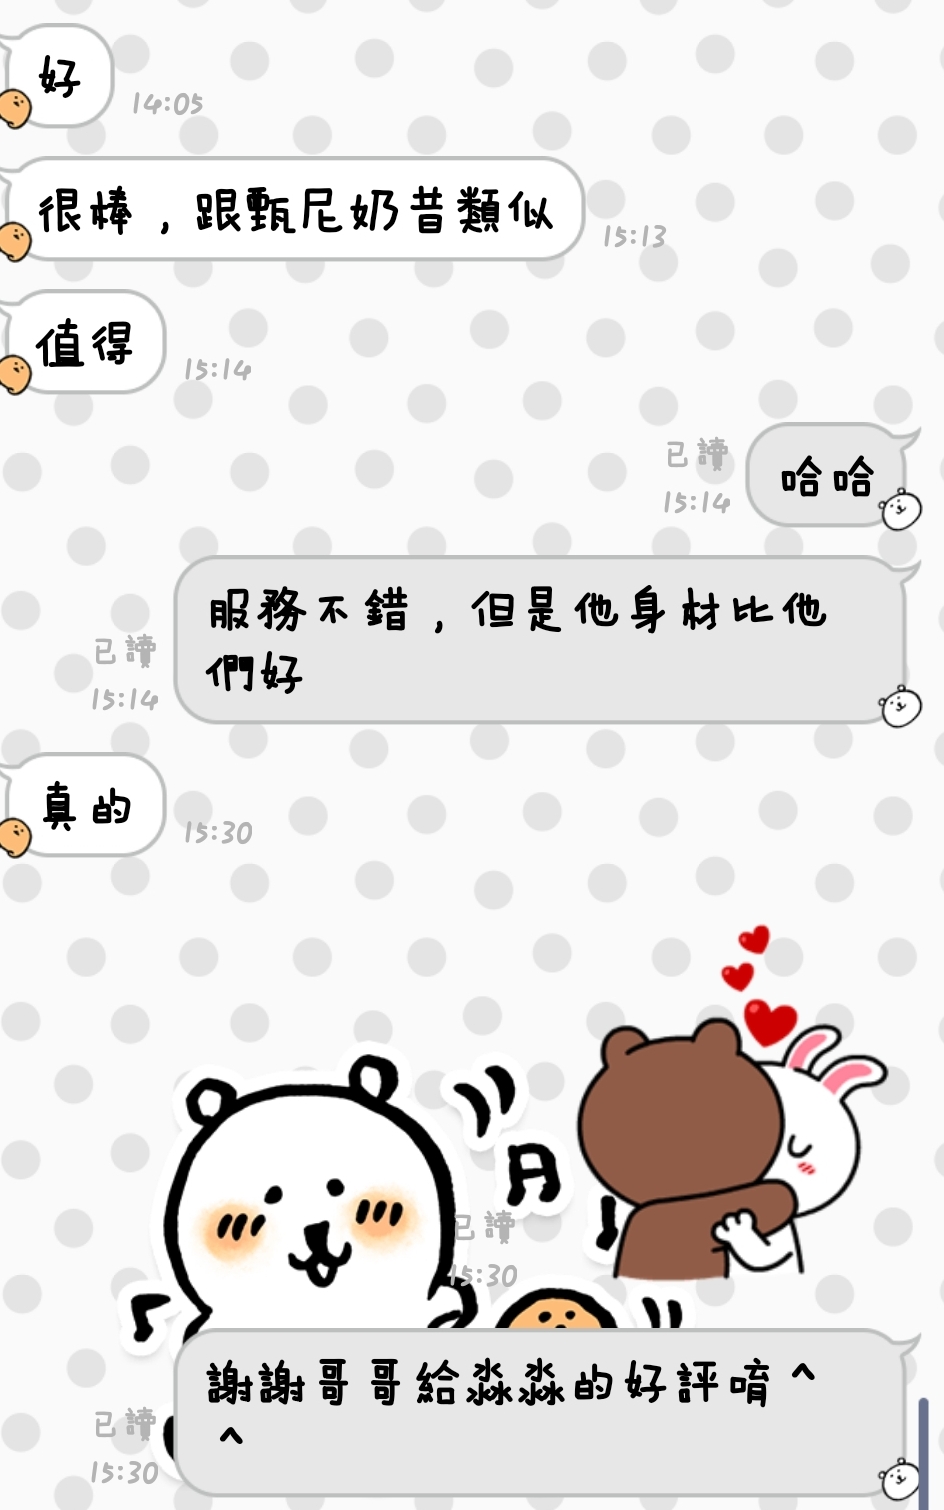 好
14:05
很棒，跟甄尼奶昔類似
15:13
值得
15:14
已讀
15:14
哈哈
服務不錯，但是他身材比他
們好
已讀
15:14
真的
15:30
已讀
15:30
謝謝哥哥給淼淼的好評唷^
^
已讀
15:30